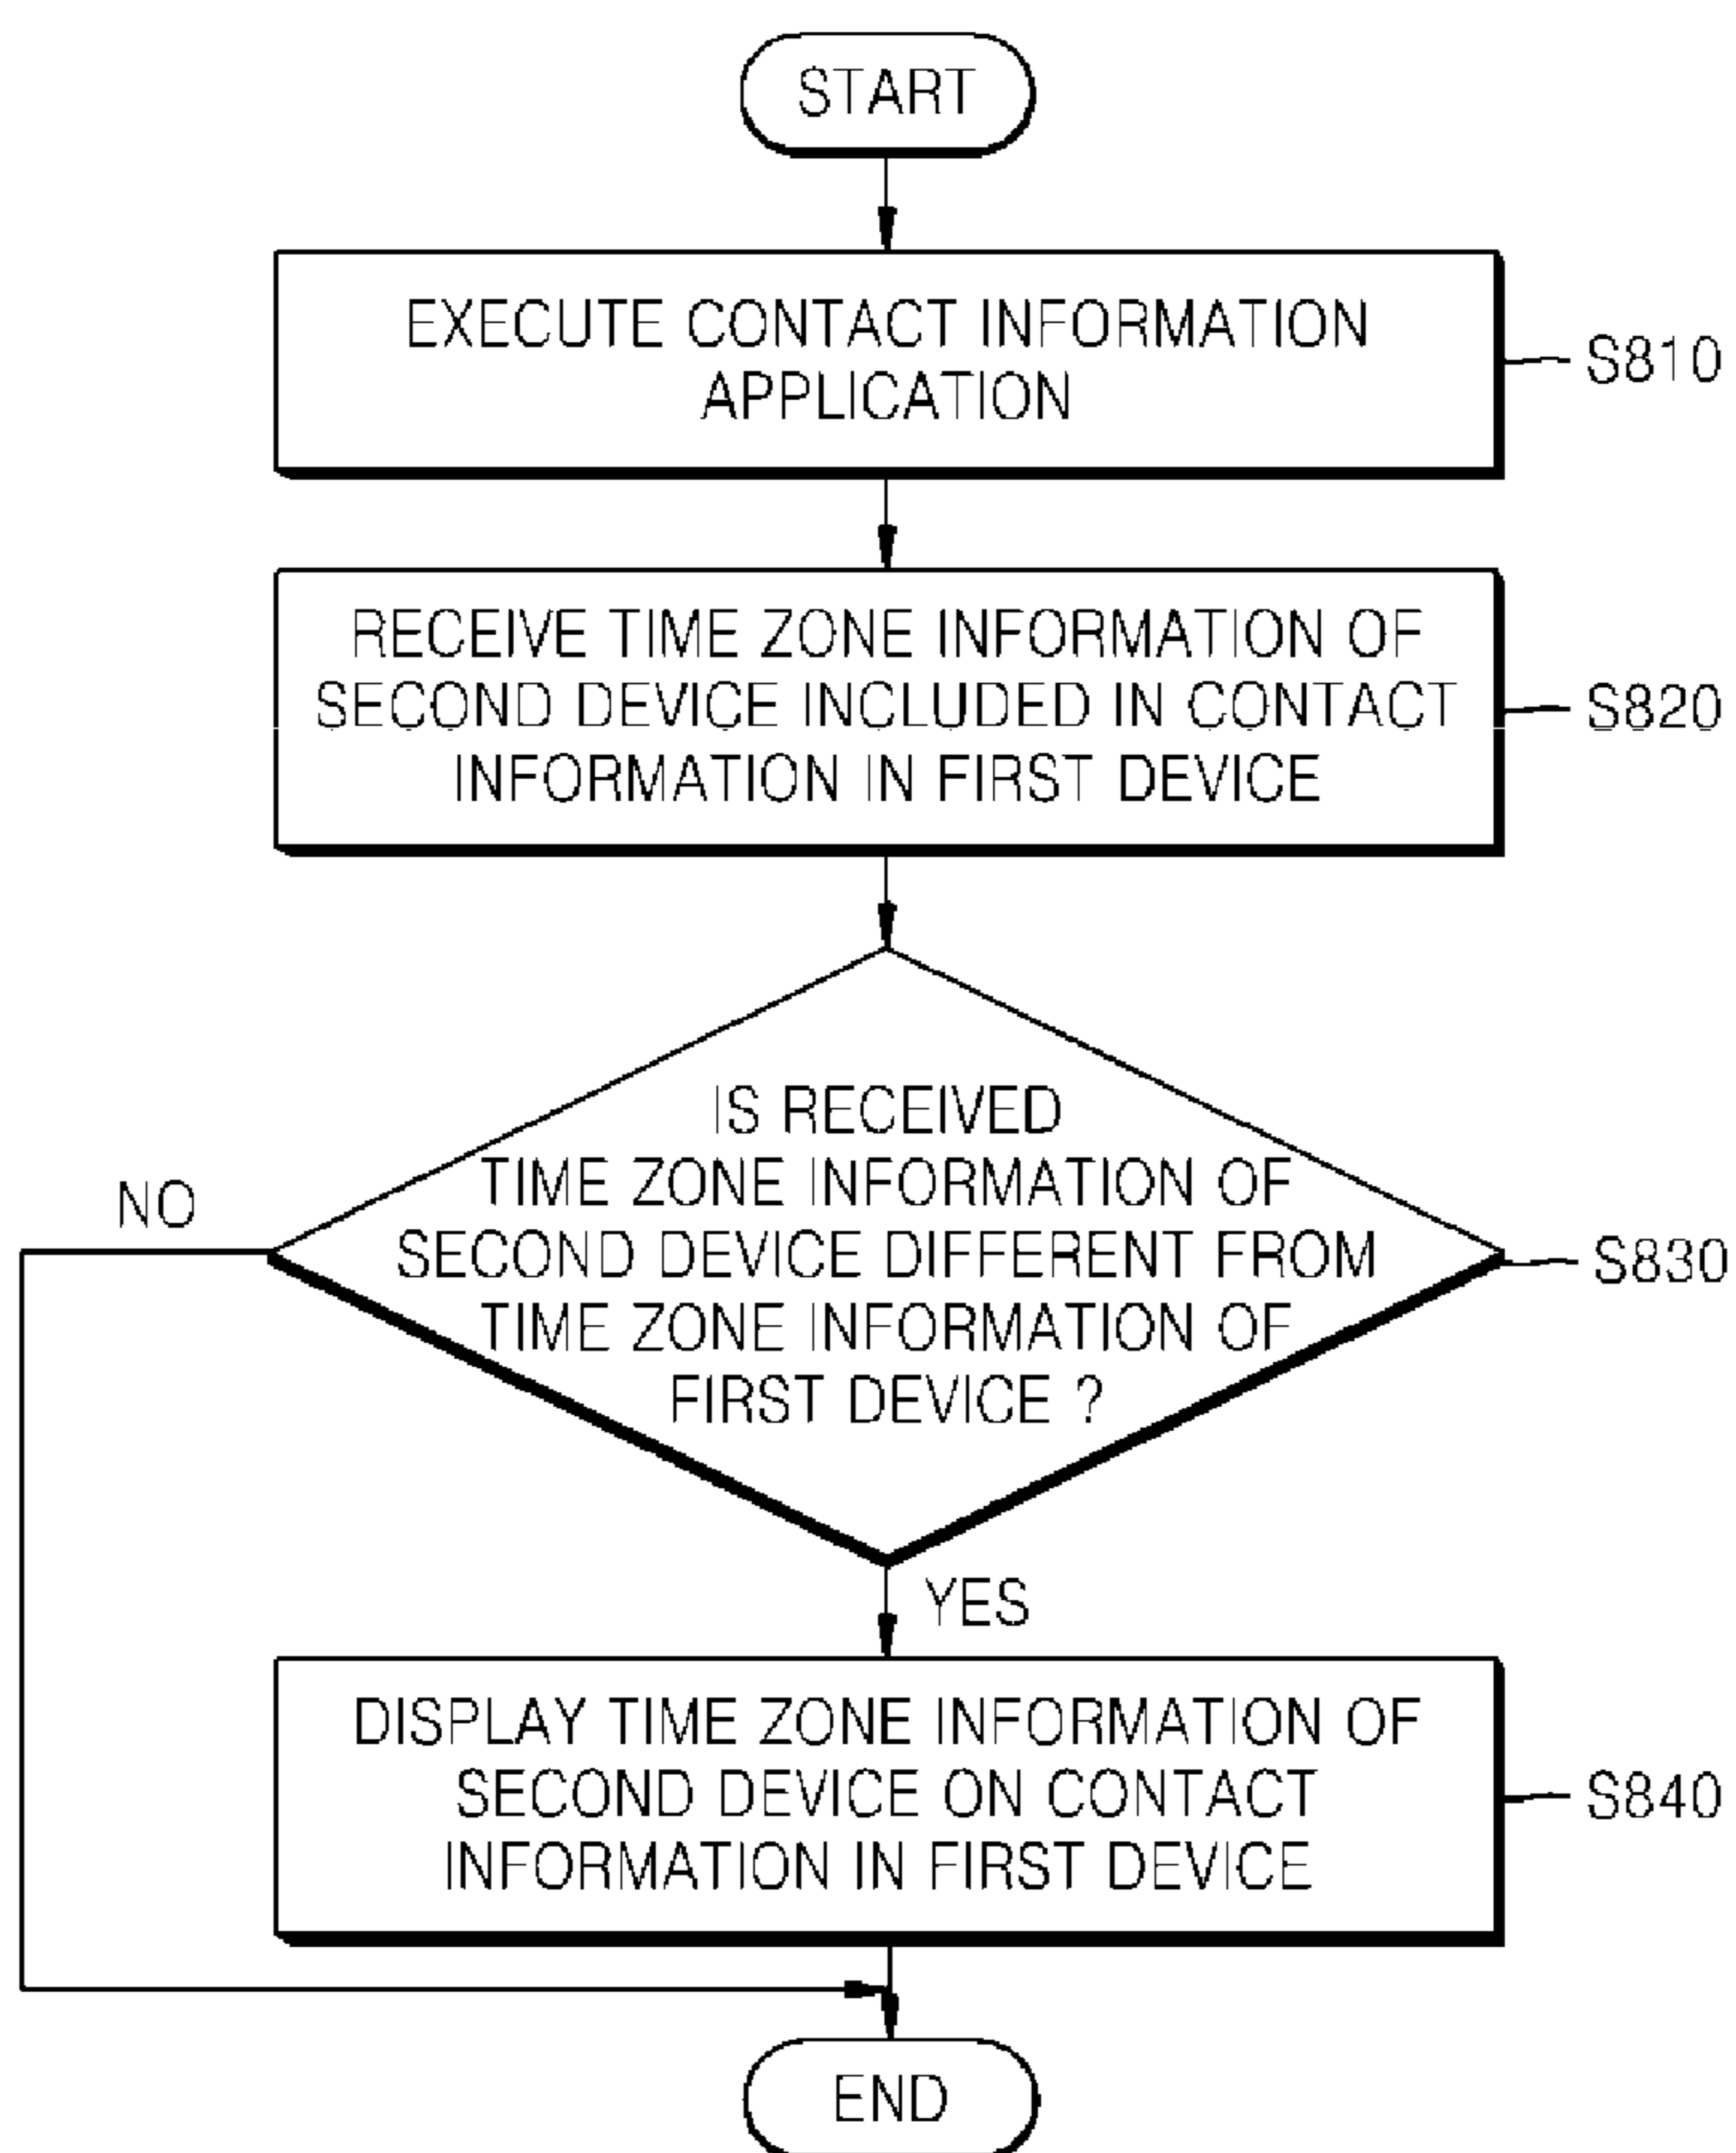 START
EXECUTE CONTACT INFORMATION
APPLICATION
S810
RECEIVE TIME ZONE INFORMATION OF
SECOND DEVICE INCLUDED IN CONTACT
INFORMATION IN FIRST DEVICE
S820
IS RECEIVED
TIME ZONE INFORMATION OF
SECOND DEVICE DIFFERENT FROM
TIME ZONE INFORMATION OF
FIRST DEVICE ?
S830
NO
YES
DISPLAY TIME ZONE INFORMATION OF
SECOND DEVICE ON CONTACT
INFORMATION IN FIRST DEVICE
S840
END